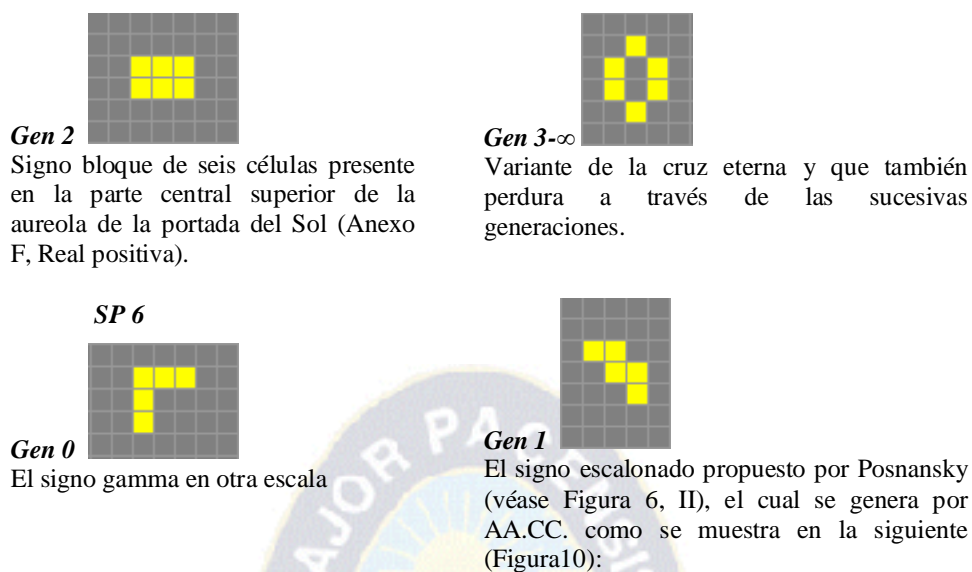 Gen 2
Signo bloque de seis células presente
en la parte central superior de la
aureola de la portada del Sol (Anexo
F, Real positiva).
Gen 3-∞
Variante de la cruz eterna y que también
perdura a través de las sucesivas
generaciones.
SP 6
Gen 0
El signo gamma en otra escala
Gen 1
El signo escalonado propuesto por Posnansky
(véase Figura 6, II), el cual se genera por
AA.CC. como se muestra en la siguiente
(Figura10):